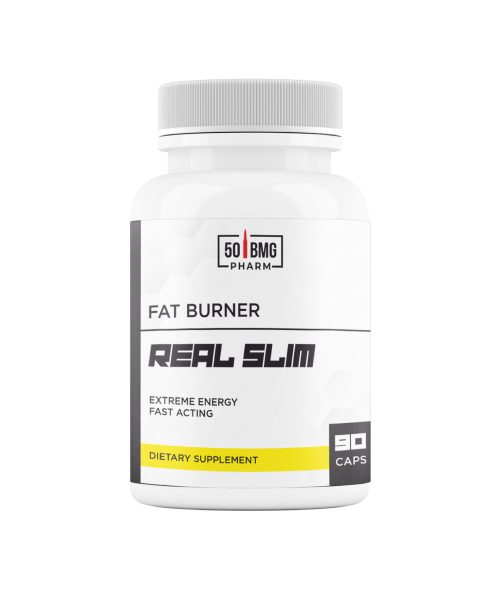 50 BMG
PHARM
FAT BURNER
REAL SLIM
EXTREME ENERGY
FAST ACTING
DIETARY SUPPLEMENT
90
CAPS